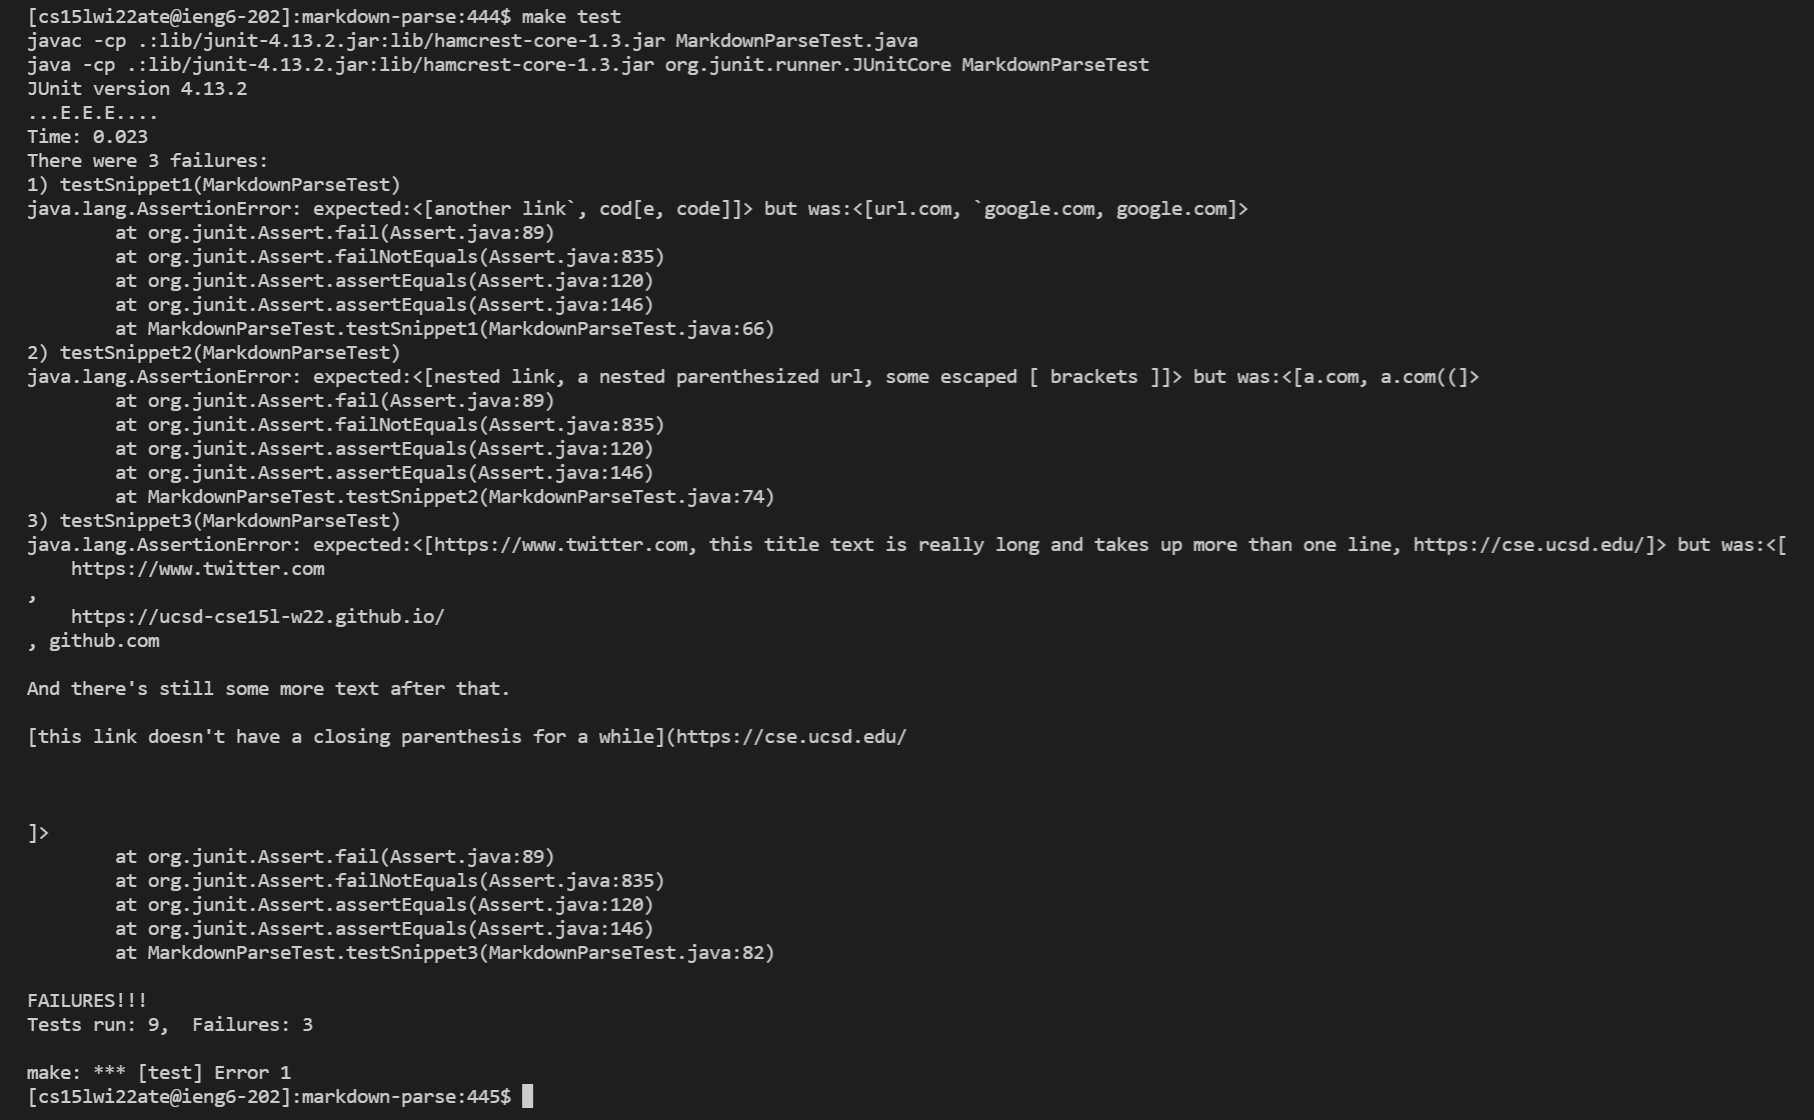 [cs15lwi22ate@ieng6-202]:markdown-parse:444$ make test
javac -cp .:lib/junit-4.13.2.jar:lib/hamcrest-core-1.3.jar MarkdownParseTest.java
java -cp .:lib/junit-4.13.2.jar:lib/hamcrest-core-1.3.jar org.junit.runner.JUnitCore MarkdownParseTest
JUnit version 4.13.2
...E.E.E....
Time: 0.023
There were 3 failures:
1) testSnippet1(MarkdownParseTest)
java.lang.AssertionError: expected:<[another link`, cod[e, code]]> but was:<[url.com, `google.com, google.com]>
        at org.junit.Assert.fail(Assert.java:89)
        at org.junit.Assert.failNotEquals(Assert.java:835)
        at org.junit.Assert.assertEquals(Assert.java:120)
        at org.junit.Assert.assertEquals(Assert.java:146)
        at MarkdownParseTest.testSnippet1(MarkdownParseTest.java:66)
2) testSnippet2(MarkdownParseTest)
java.lang.AssertionError: expected:<[nested link, a nested parenthesized url, some escaped [ brackets ]]> but was:<[a.com, a.com((]>
        at org.junit.Assert.fail(Assert.java:89)
        at org.junit.Assert.failNotEquals(Assert.java:835)
        at org.junit.Assert.assertEquals(Assert.java:120)
        at org.junit.Assert.assertEquals(Assert.java:146)
        at MarkdownParseTest.testSnippet2(MarkdownParseTest.java:74)
3) testSnippet3(MarkdownParseTest)
java.lang.AssertionError: expected:<[https://www.twitter.com, this title text is really long and takes up more than one line, https://cse.ucsd.edu/]> but was:<[
    https://www.twitter.com
,
    https://ucsd-cse15l-w22.github.io/
, github.com

And there's still some more text after that.

[this link doesn't have a closing parenthesis for a while](https://cse.ucsd.edu/



]>
        at org.junit.Assert.fail(Assert.java:89)
        at org.junit.Assert.failNotEquals(Assert.java:835)
        at org.junit.Assert.assertEquals(Assert.java:120)
        at org.junit.Assert.assertEquals(Assert.java:146)
        at MarkdownParseTest.testSnippet3(MarkdownParseTest.java:82)

FAILURES!!!
Tests run: 9,  Failures: 3

make: *** [test] Error 1
[cs15lwi22ate@ieng6-202]:markdown-parse:445$